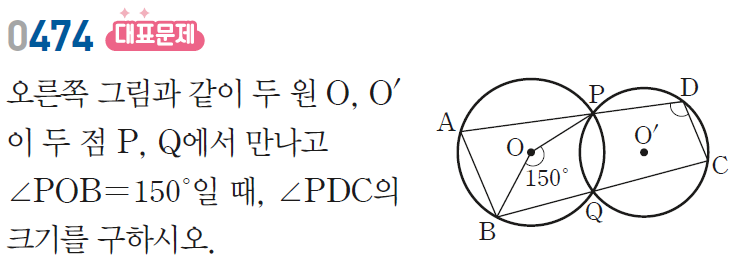 0474 대표문제
오른쪽 그림과 같이 두 원 O, O′
이 두 점 P, Q에서 만나고
∠POB=150°일 때, ∠PDC의
크기를 구하시오.
A
P
D
O
O′
150°
C
B
Q